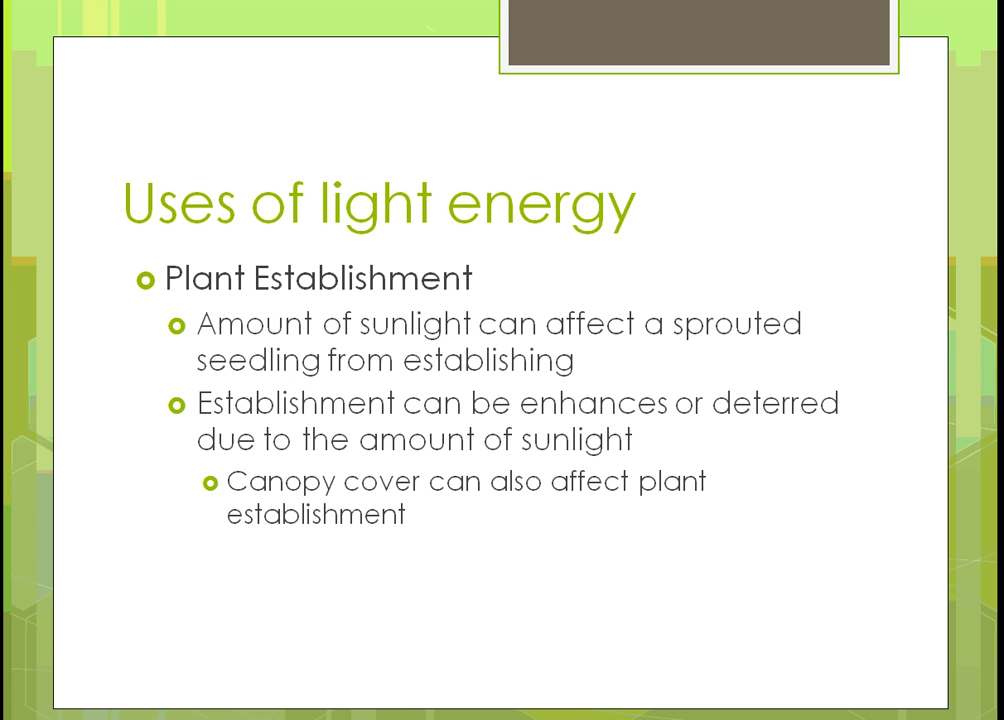 Uses of light energy
Plant Establishment
Amount of sunlight can affect a sprouted
seedling from establishing
Establishment can be enhances or deterred
due to the amount of sunlight
Canopy cover can also affect plant
establishment